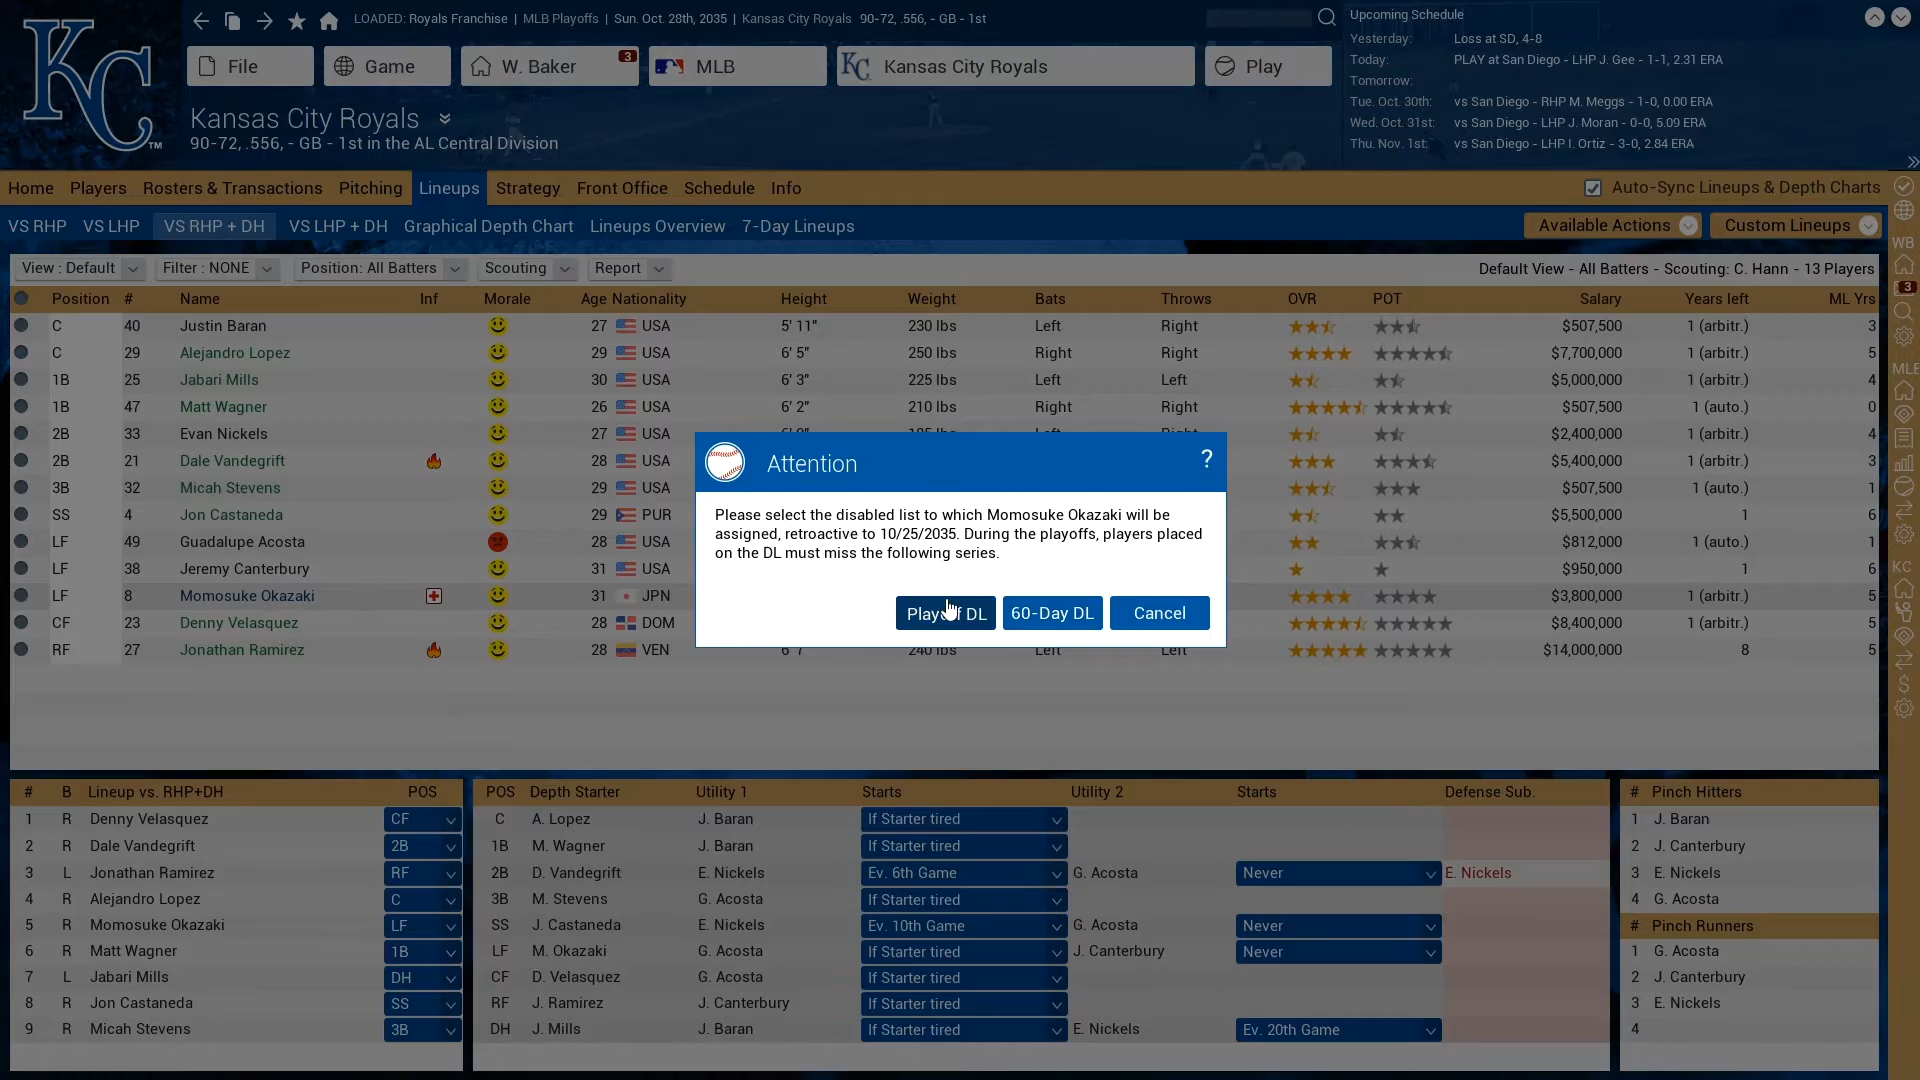 LOADED: Royals Franchise | MLB Playoffs | Sun. Oct. 28th, 2035 | Kansas City Royals 90-72, .556, - GB - 1st
File Game W. Baker 3 MLB Kansas City Royals Play
Kansas City Royals
90-72, .556, - GB - 1st in the AL Central Division
KC TM
Upcoming Schedule
Yesterday: Loss at SD, 4-8
Today: PLAY at San Diego - LHP J. Gee - 1-1, 2.31 ERA
Tomorrow:
Tue. Oct. 30th: vs San Diego - RHP M. Meggs - 1-0, 0.00 ERA
Wed. Oct. 31st: vs San Diego - LHP J. Moran - 0-0, 5.09 ERA
Thu. Nov. 1st: vs San Diego - LHP I. Ortiz - 3-0, 2.84 ERA
Home Players Rosters & Transactions Pitching Lineups Strategy Front Office Schedule Info Auto-Sync Lineups & Depth Charts
VS RHP VS LHP VS RHP + DH VS LHP + DH Graphical Depth Chart Lineups Overview 7-Day Lineups Available Actions Custom Lineups
View : Default Filter : NONE Position: All Batters Scouting Report Default View - All Batters - Scouting: C. Hann - 13 Players
Position # Name Inf Morale Age Nationality Height Weight Bats Throws OVR POT Salary Years left ML Yrs
C 40 Justin Baran 27 USA 5' 11" 230 lbs Left Right $507,500 1 (arbitr.) 3
C 29 Alejandro Lopez 29 USA 6' 5" 250 lbs Right Right $7,700,000 1 (arbitr.) 5
1B 25 Jabari Mills 30 USA 6' 3" 225 lbs Left Left $5,000,000 1 (arbitr.) 4
1B 47 Matt Wagner 26 USA 6' 2" 210 lbs Right Right $507,500 1 (auto.) 0
2B 33 Evan Nickels 27 USA $2,400,000 1 (arbitr.) 4
2B 21 Dale Vandegrift 28 USA $5,400,000 1 (arbitr.) 3
3B 32 Micah Stevens 29 USA $507,500 1 (auto.) 1
SS 4 Jon Castaneda 29 PUR $5,500,000 1 6
LF 49 Guadalupe Acosta 28 USA $812,000 1 (auto.) 1
LF 38 Jeremy Canterbury 31 USA $950,000 1 6
LF 8 Momosuke Okazaki 31 JPN $3,800,000 1 (arbitr.) 5
CF 23 Denny Velasquez 28 DOM $8,400,000 1 (arbitr.) 5
RF 27 Jonathan Ramirez 28 VEN 6' 7" 240 lbs Left Left $14,000,000 8 5
Attention ?
Please select the disabled list to which Momosuke Okazaki will be
assigned, retroactive to 10/25/2035. During the playoffs, players placed
on the DL must miss the following series.
DL 60-Day DL Cancel
WB
3
MLB
KC
# B Lineup vs. RHP+DH POS
1 R Denny Velasquez CF
2 R Dale Vandegrift 2B
3 L Jonathan Ramirez RF
4 R Alejandro Lopez C
5 R Momosuke Okazaki LF
6 R Matt Wagner 1B
7 L Jabari Mills DH
8 R Jon Castaneda SS
9 R Micah Stevens 3B
POS Depth Starter Utility 1 Starts Utility 2 Starts Defense Sub.
C A. Lopez J. Baran If Starter tired
1B M. Wagner J. Baran If Starter tired
2B D. Vandegrift E. Nickels Ev. 6th Game G. Acosta Never E. Nickels
3B M. Stevens G. Acosta If Starter tired
SS J. Castaneda E. Nickels Ev. 10th Game G. Acosta Never
LF M. Okazaki G. Acosta If Starter tired J. Canterbury Never
CF D. Velasquez G. Acosta If Starter tired
RF J. Ramirez J. Canterbury If Starter tired
DH J. Mills J. Baran If Starter tired E. Nickels Ev. 20th Game
# Pinch Hitters
1 J. Baran
2 J. Canterbury
3 E. Nickels
4 G. Acosta
# Pinch Runners
1 G. Acosta
2 J. Canterbury
3 E. Nickels
4